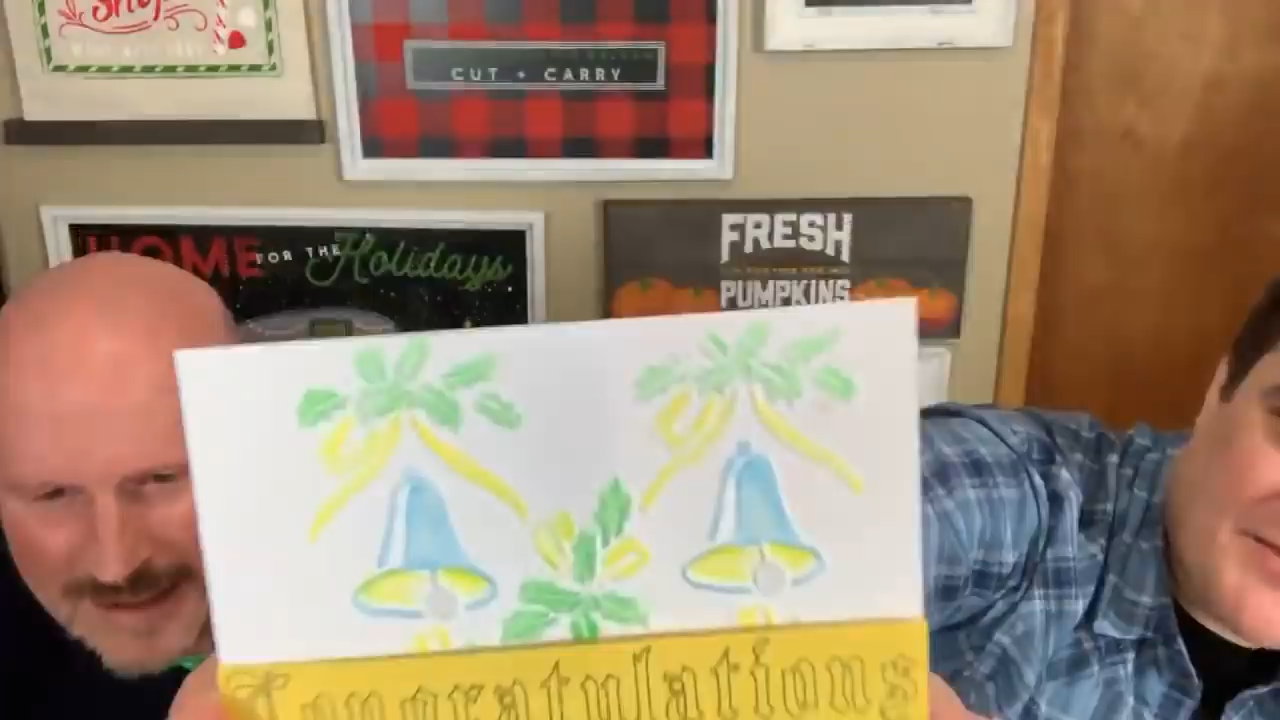 CUT + CARRY
HOME FOR THE Holidays
FRESH
PUMPKINS
Congratulations